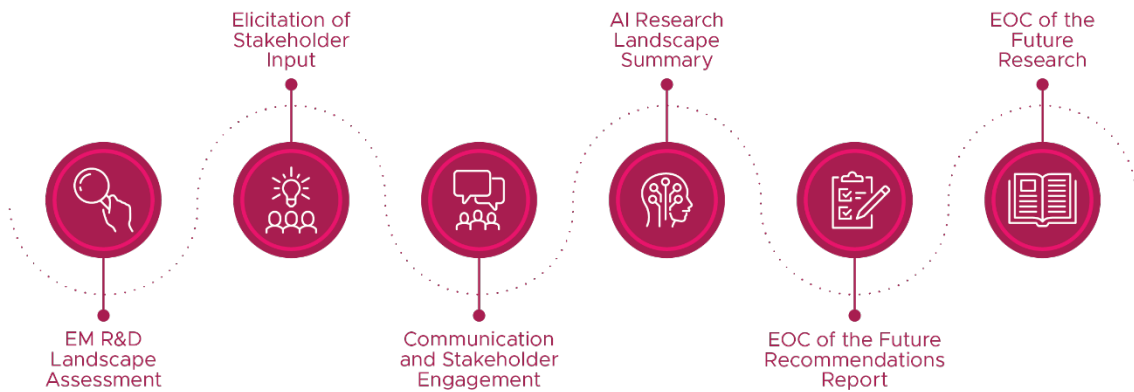 Elicitation of
Stakeholder
Input
AI Research
Landscape
Summary
EOC of the
Future
Research
EM R&D
Landscape
Assessment
Communication
and Stakeholder
Engagement
EOC of the Future
Recommendations
Report